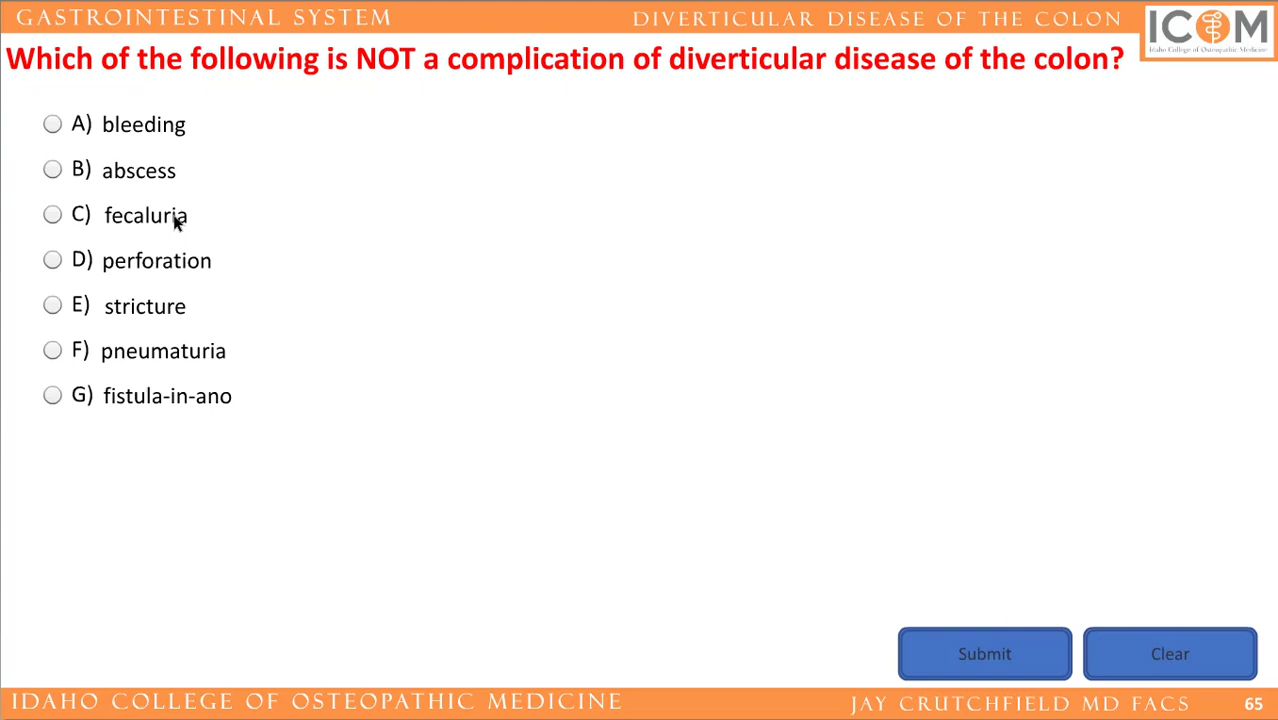 GASTROINTESTINAL SYSTEM
DIVERTICULAR DISEASE OF THE COLON
ICOM
Idaho College of Osteopathic Medicine
Which of the following is NOT a complication of diverticular disease of the colon?
A) bleeding
B) abscess
C) fecaluria
D) perforation
E) stricture
F) pneumaturia
G) fistula-in-ano
Submit
Clear
IDAHO COLLEGE OF OSTEOPATHIC MEDICINE
JAY CRUTCHFIELD MD FACS
65